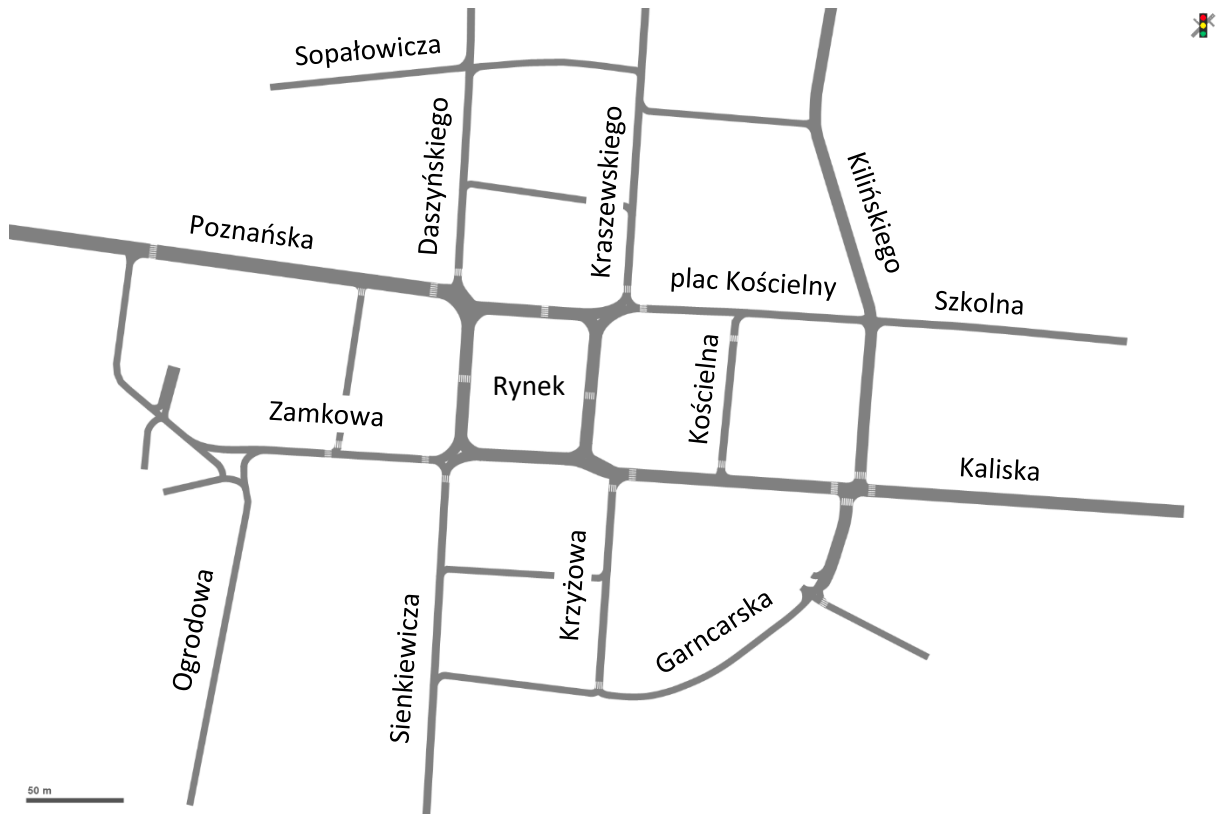 Sopałowicza
Daszyńskiego
Kraszewskiego
Kilińskiego
Poznańska
plac Kościelny
Szkolna
Rynek
Kościelna
Zamkowa
Kaliska
Ogrodowa
Sienkiewicza
Krzyżowa
Garncarska
50 m